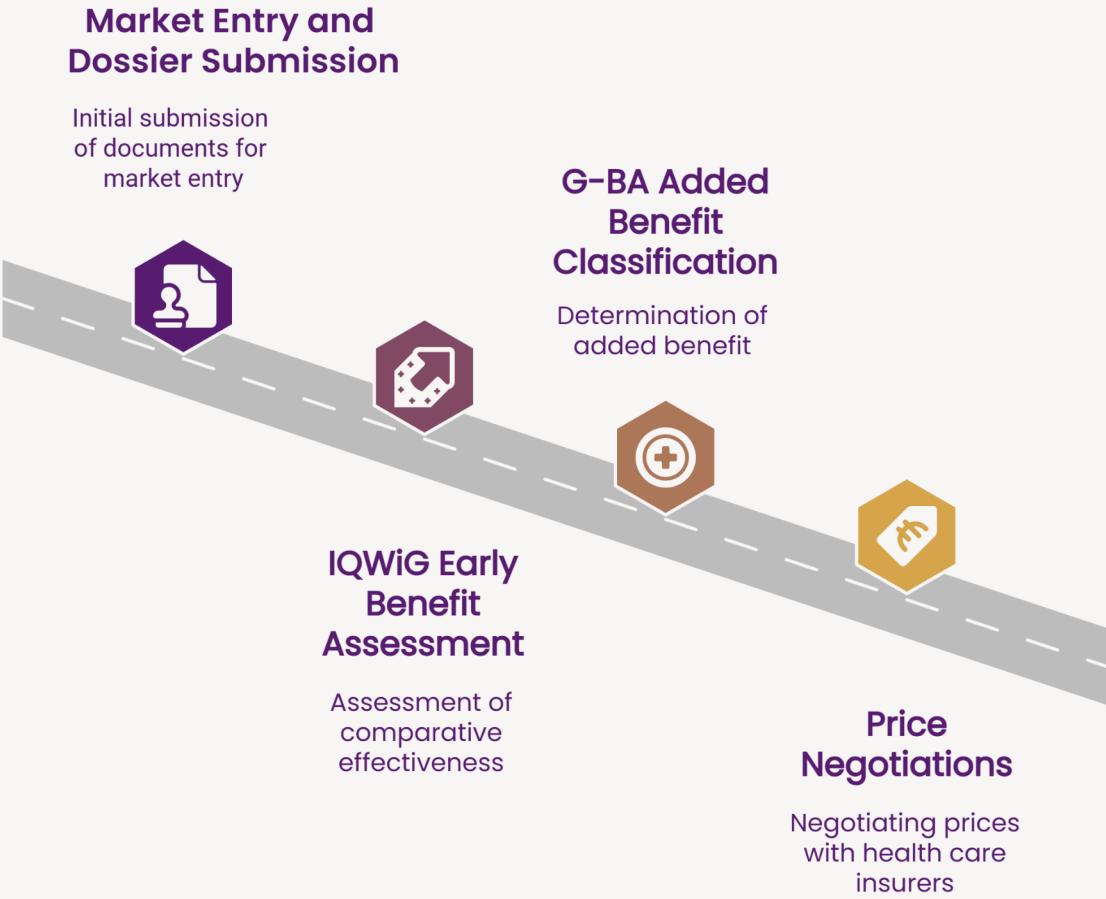 Market Entry and
Dossier Submission
Initial submission
of documents for
market entry
IQWiG Early
Benefit
Assessment
Assessment of
comparative
effectiveness
G-BA Added
Benefit
Classification
Determination of
added benefit
Price
Negotiations
Negotiating prices
with health care
insurers